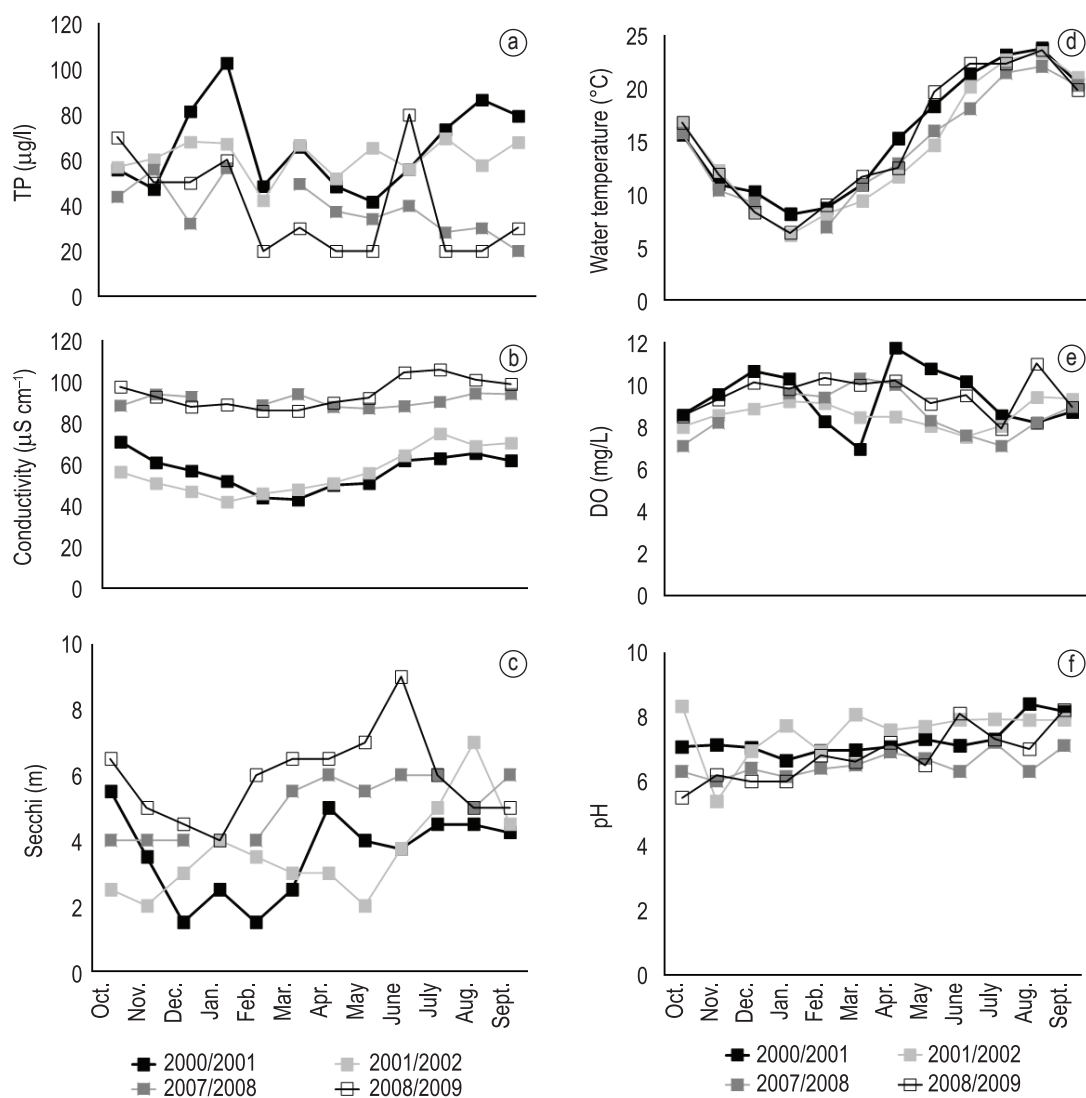 120
100
80
60
40
20
0
TP (µg/l)
a
120
100
80
60
40
20
0
Conductivity (µS cm⁻¹)
b
10
8
6
4
2
0
Secchi (m)
c
Oct.
Nov.
Dec.
Jan.
Feb.
Mar.
Apr.
May
June
July
Aug.
Sept.
2000/2001
2001/2002
2007/2008
2008/2009
25
20
15
10
5
0
Water temperature (°C)
d
12
10
8
6
4
2
0
DO (mg/L)
e
10
8
6
4
2
0
pH
f
Oct.
Nov.
Dec.
Jan.
Feb.
Mar.
Apr.
May
June
July
Aug.
Sept.
2000/2001
2001/2002
2007/2008
2008/2009